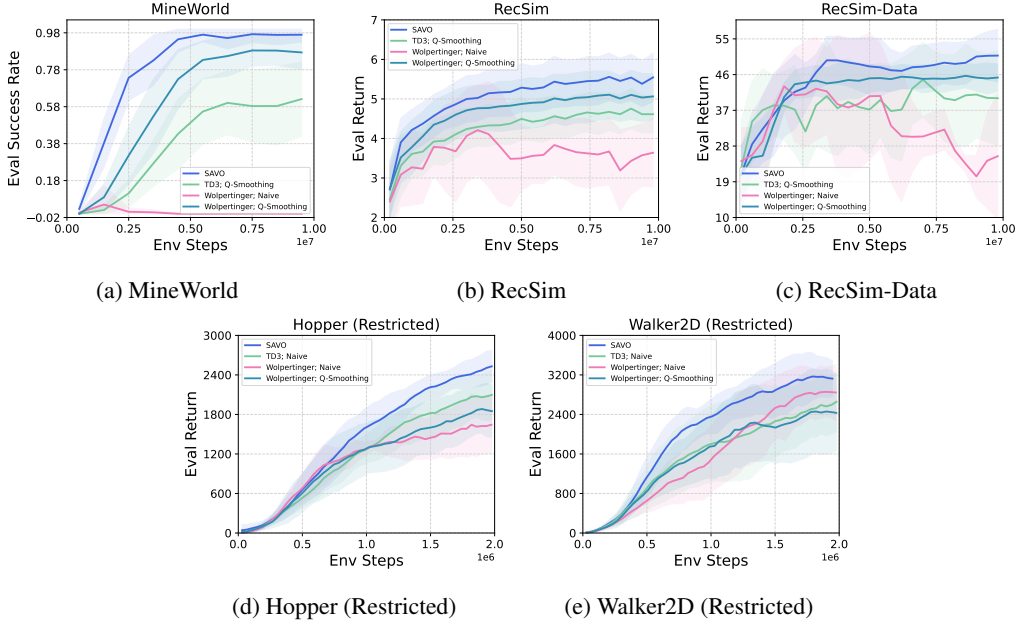 MineWorld
Eval Success Rate
0.98
0.78
0.58
0.38
0.18
−0.02
SAVO
TD3; Q-Smoothing
Wolpertinger; Naive
Wolpertinger; Q-Smoothing
0.00 0.25 0.50 0.75 1.00
Env Steps
1e7
(a) MineWorld
RecSim
Eval Return
7
6
5
4
3
2
SAVO
TD3; Q-Smoothing
Wolpertinger; Naive
Wolpertinger; Q-Smoothing
0.00 0.25 0.50 0.75 1.00
Env Steps
1e7
(b) RecSim
RecSim-Data
Eval Return
55
46
37
28
19
10
SAVO
TD3; Q-Smoothing
Wolpertinger; Naive
Wolpertinger; Q-Smoothing
0.00 0.25 0.50 0.75 1.00
Env Steps
1e7
(c) RecSim-Data
Hopper (Restricted)
Eval Return
3000
2400
1800
1200
600
0
SAVO
TD3; Naive
Wolpertinger; Naive
Wolpertinger; Q-Smoothing
0.0 0.5 1.0 1.5 2.0
Env Steps
1e6
(d) Hopper (Restricted)
Walker2D (Restricted)
Eval Return
4000
3200
2400
1600
800
0
SAVO
TD3; Naive
Wolpertinger; Naive
Wolpertinger; Q-Smoothing
0.0 0.5 1.0 1.5 2.0
Env Steps
1e6
(e) Walker2D (Restricted)